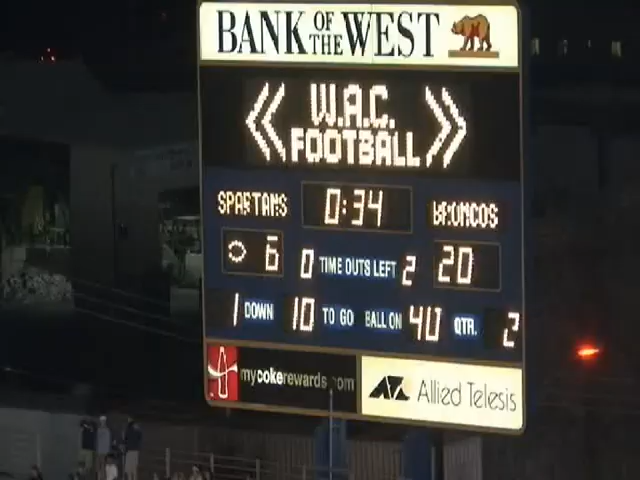 BANK OF THE WEST
W.A.C.
FOOTBALL
SPARTANS 0:34 BRONCOS
6 0 TIME OUTS LEFT 2 20
1 DOWN 10 TO GO BALL ON 40 QTR. 2
mycokerewards.com
Allied Telesis